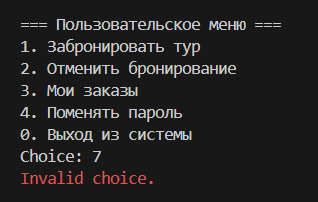 === Пользовательское меню ===
1. Забронировать тур
2. Отменить бронирование
3. Мои заказы
4. Поменять пароль
0. Выход из системы
Choice: 7
Invalid choice.